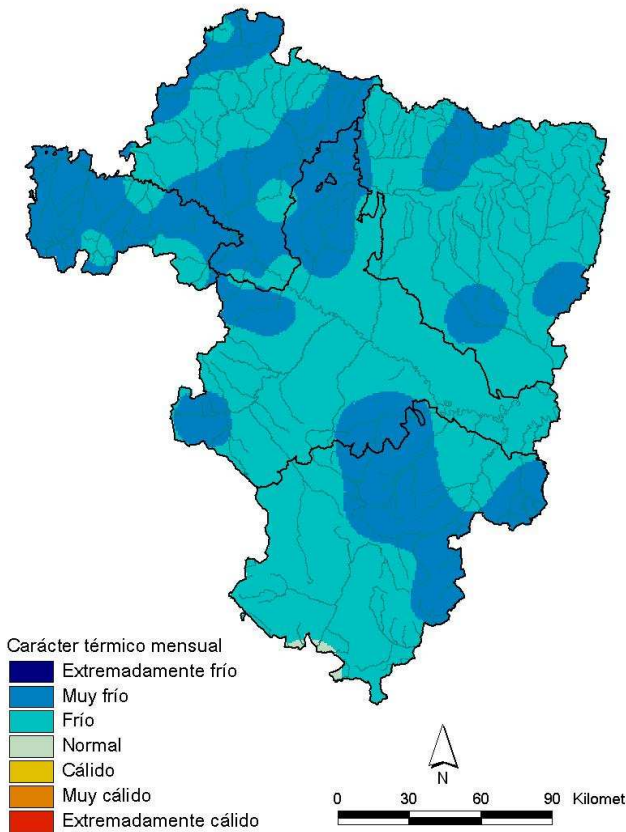 Carácter térmico mensual
Extremadamente frío
Muy frío
Frío
Normal
Cálido
Muy cálido
Extremadamente cálido
N
0 30 60 90 Kilomet